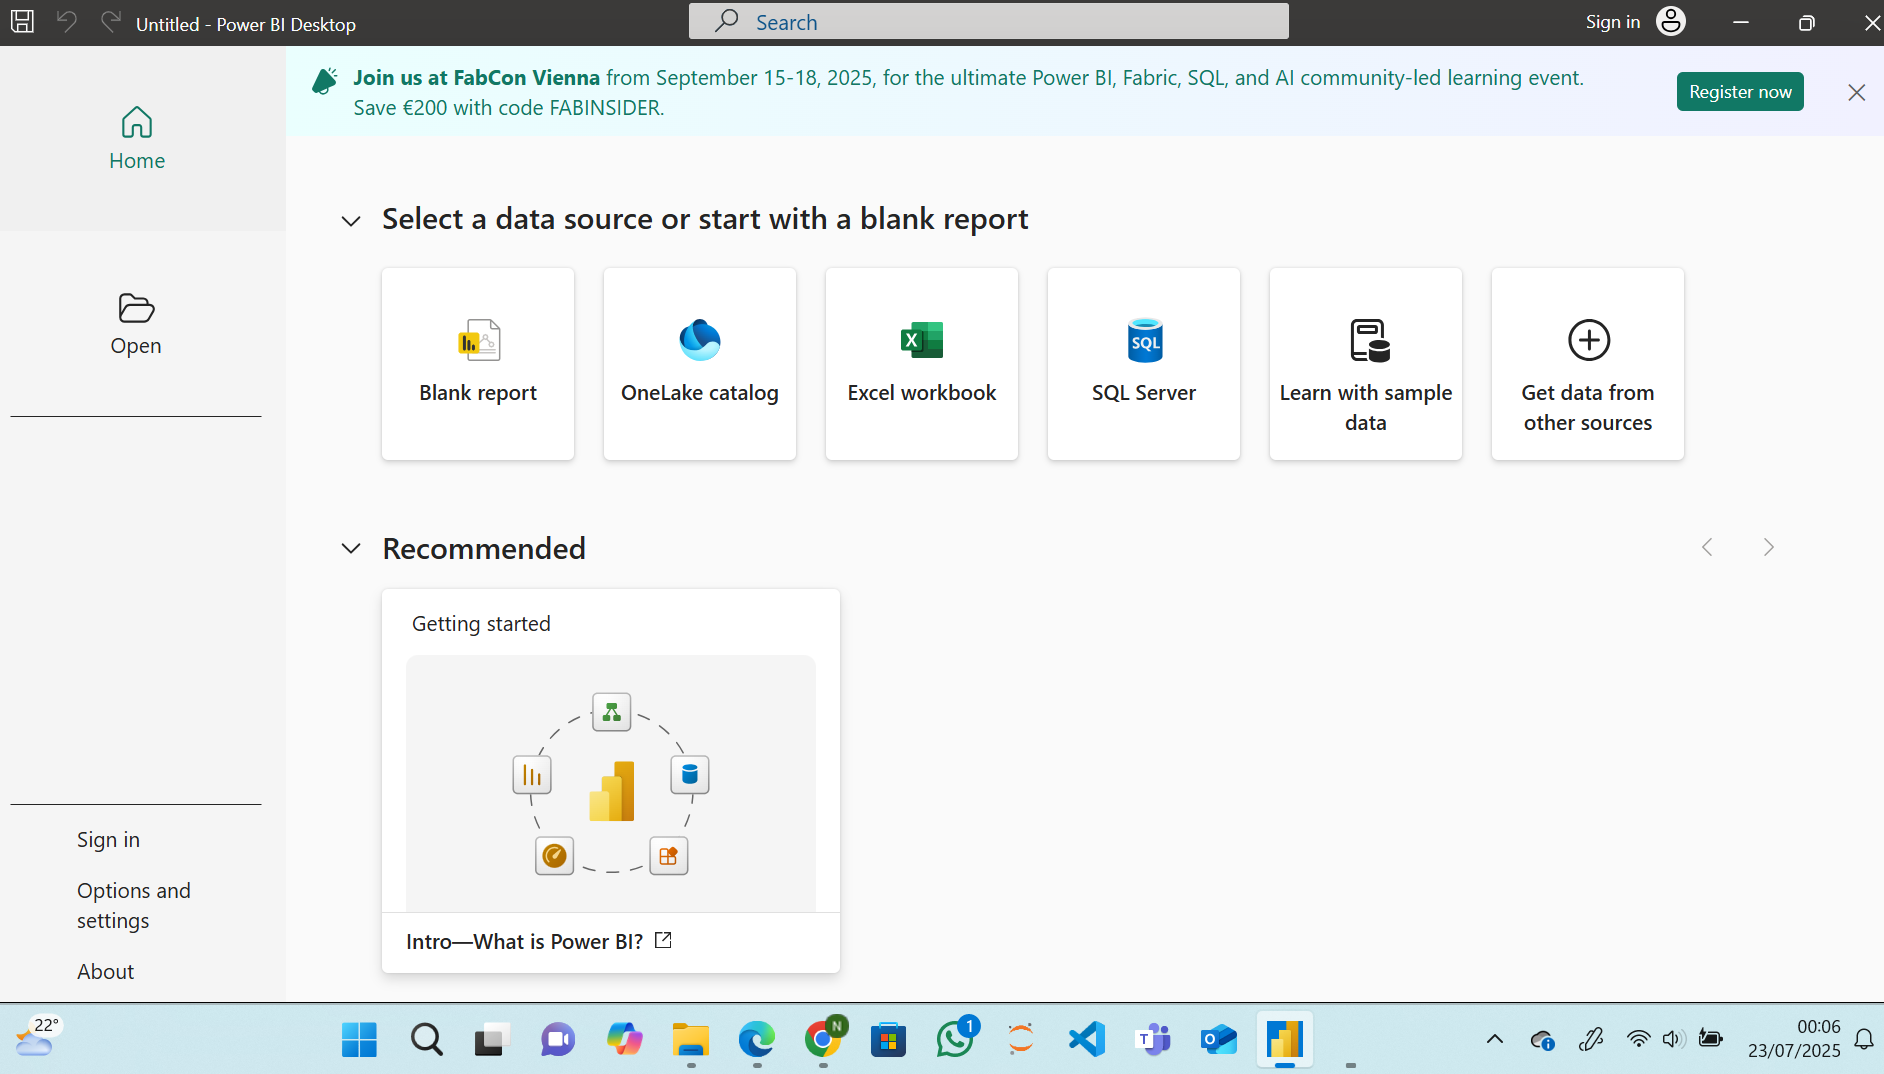 Untitled - Power BI Desktop
Search
Sign in
Home
Open
Sign in
Options and
settings
About
Join us at FabCon Vienna from September 15-18, 2025, for the ultimate Power BI, Fabric, SQL, and AI community-led learning event.
Save €200 with code FABINSIDER.
Register now
Select a data source or start with a blank report
Blank report
OneLake catalog
Excel workbook
SQL
SQL Server
Learn with sample
data
Get data from
other sources
Recommended
Getting started
Intro—What is Power BI?
22°
N
1
00:06
23/07/2025